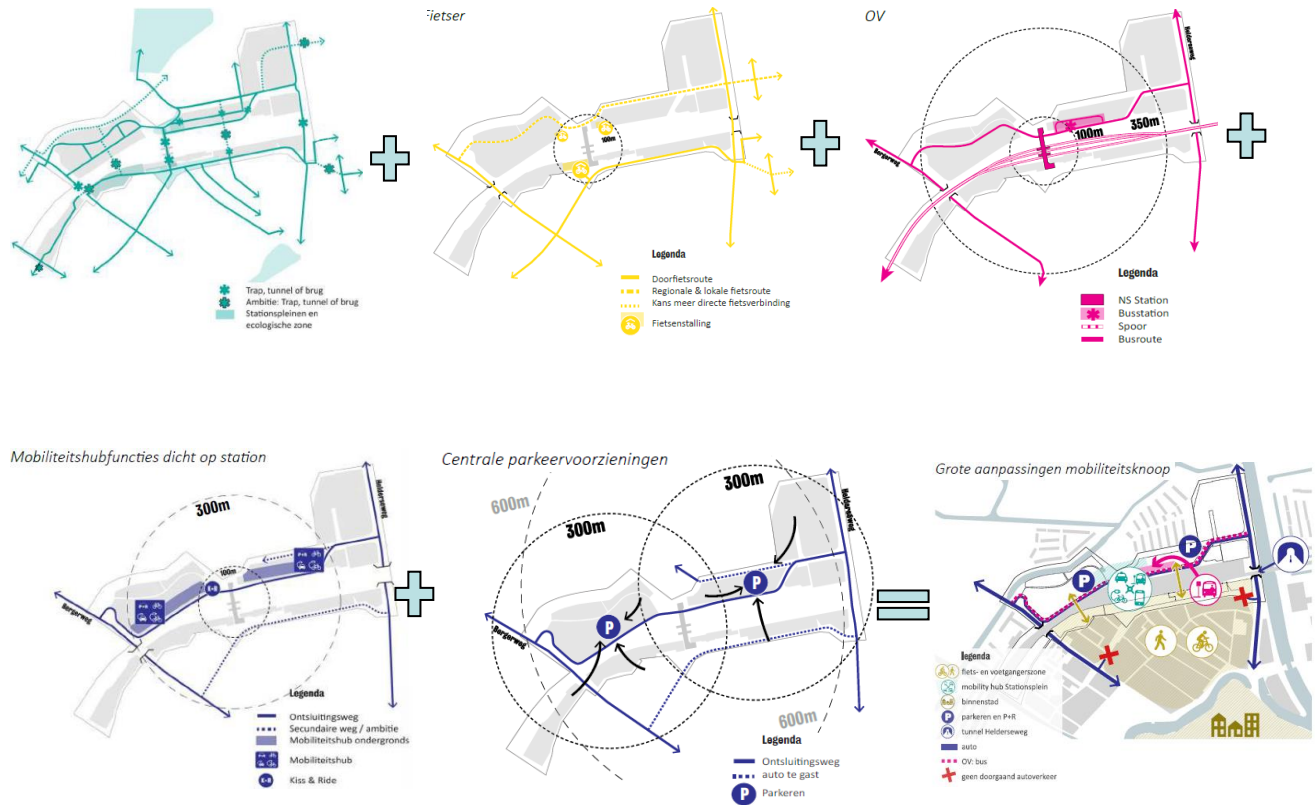 Trap, tunnel of brug
Ambitie: Trap, tunnel of brug
Stationspleinen en
ecologische zone
Fietser
100m
Legenda
Doorfietsroute
Regionale & lokale fietsroute
Kans meer directe fietsverbinding
Fietsenstalling
OV
Helderseweg
350m
100m
Bergerweg
Legenda
NS Station
Busstation
Spoor
Busroute
Mobiliteitshubfuncties dicht op station
300m
Helderseweg
P+R
100m
K+R
P+R
Bergerweg
Legenda
Ontsluitingsweg
Secundaire weg / ambitie
Mobiliteitshub ondergronds
Mobiliteitshub
Kiss & Ride
Centrale parkeervoorzieningen
300m
600m
Helderseweg
300m
P
P
Bergerweg
600m
Legenda
Ontsluitingsweg
auto te gast
P Parkeren
Grote aanpassingen mobiliteitsknoop
P
P
legenda
fiets- en voetgangerszone
mobility hub Stationsplein
binnenstad
P parkeren en P+R
tunnel Helderseweg
auto
OV: bus
geen doorgaand autoverkeer